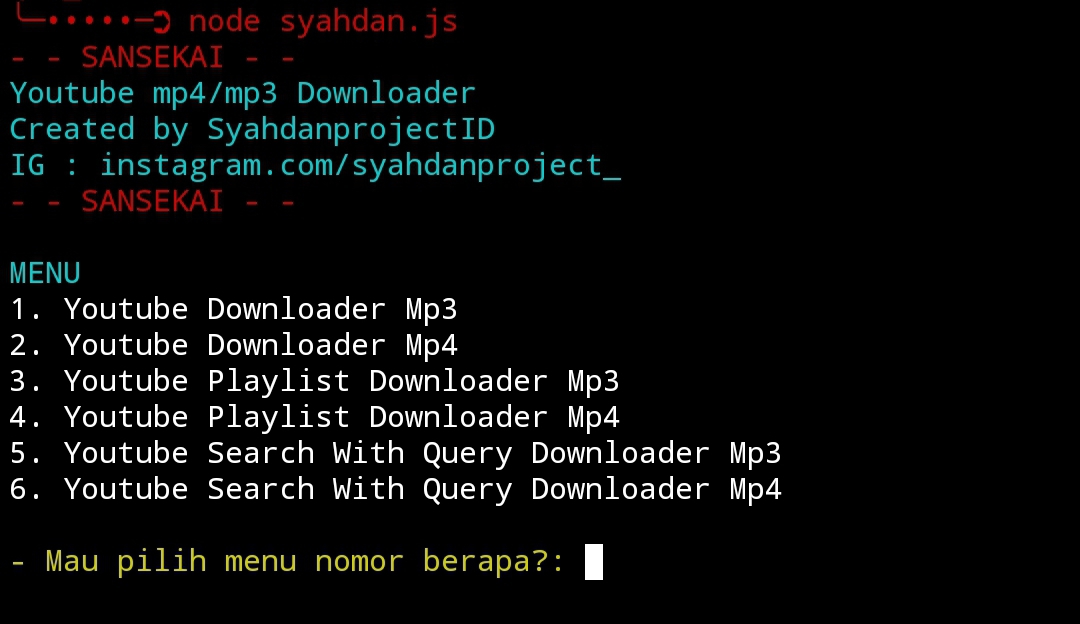 ╰─•••••─➲ node syahdan.js
- - SANSEKAI - -
Youtube mp4/mp3 Downloader
Created by SyahdanprojectID
IG : instagram.com/syahdanproject_
- - SANSEKAI - -
MENU
1. Youtube Downloader Mp3
2. Youtube Downloader Mp4
3. Youtube Playlist Downloader Mp3
4. Youtube Playlist Downloader Mp4
5. Youtube Search With Query Downloader Mp3
6. Youtube Search With Query Downloader Mp4
- Mau pilih menu nomor berapa?: